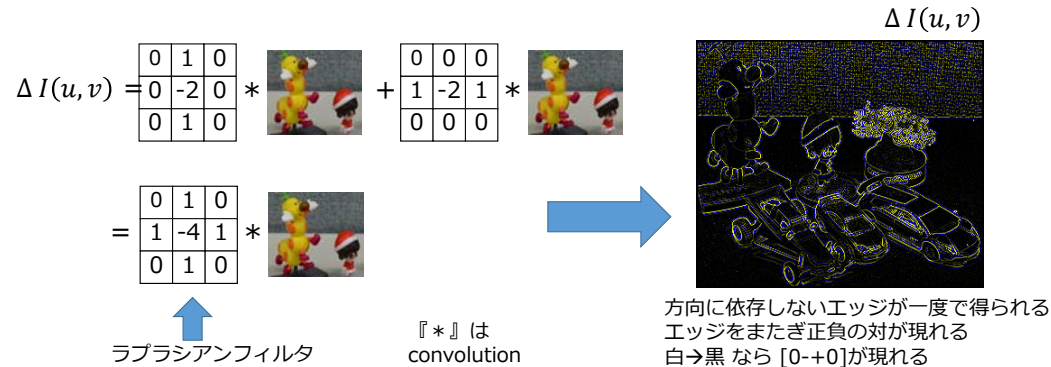 Δ I(u, v)
0 1 0
0 0 0
Δ I(u, v) = 0 -2 0 * + 1 -2 1 *
0 1 0
0 0 0
0 1 0
= 1 -4 1 *
0 1 0
ラプラシアンフィルタ
『*』は
convolution
方向に依存しないエッジが一度で得られる
エッジをまたぎ正負の対が現れる
白→黒 なら [0-+0]が現れる